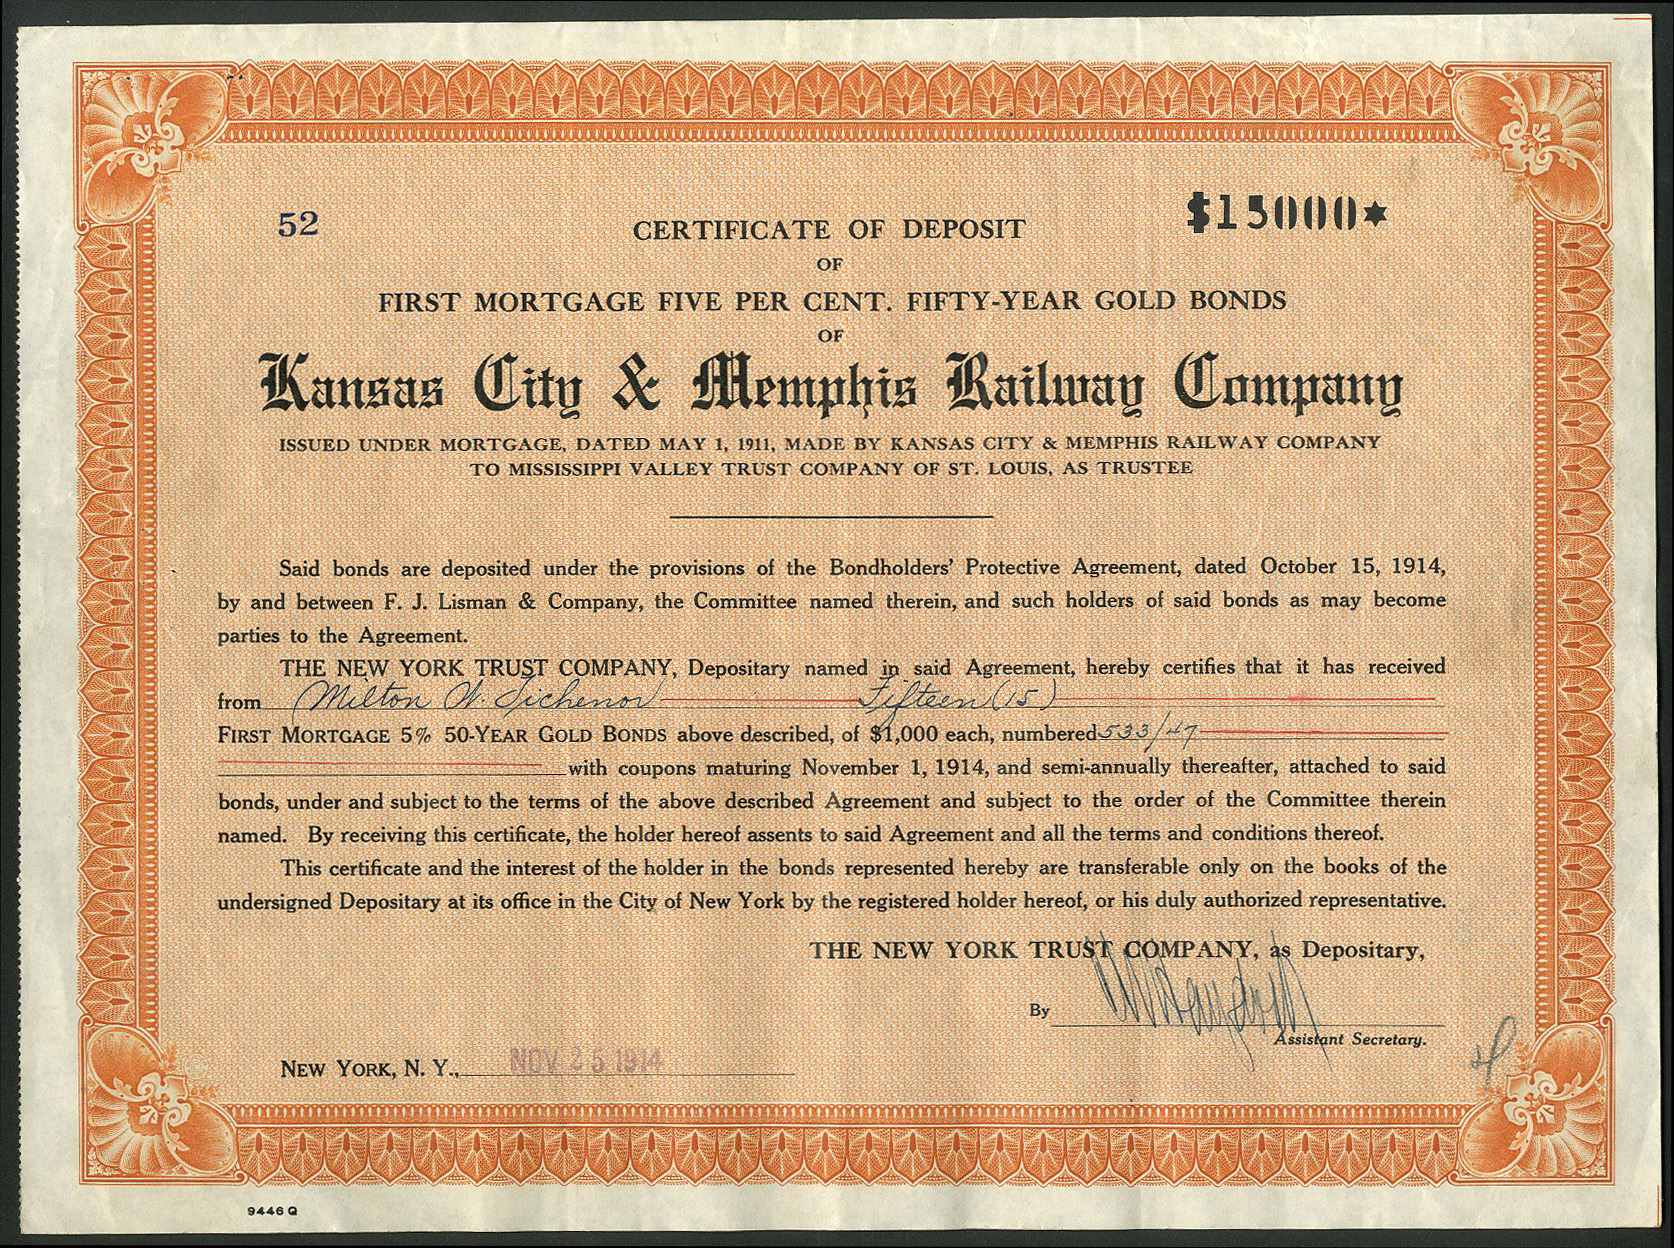 52
$15000*
CERTIFICATE OF DEPOSIT
OF
FIRST MORTGAGE FIVE PER CENT. FIFTY-YEAR GOLD BONDS
OF
Kansas City & Memphis Railway Company
ISSUED UNDER MORTGAGE, DATED MAY 1, 1911, MADE BY KANSAS CITY & MEMPHIS RAILWAY COMPANY
TO MISSISSIPPI VALLEY TRUST COMPANY OF ST. LOUIS, AS TRUSTEE
Said bonds are deposited under the provisions of the Bondholders' Protective Agreement, dated October 15, 1914,
by and between F. J. Lisman & Company, the Committee named therein, and such holders of said bonds as may become
parties to the Agreement.
THE NEW YORK TRUST COMPANY, Depositary named in said Agreement, hereby certifies that it has received
from Milton W. Tichenor Fifteen (15)
FIRST MORTGAGE 5% 50-YEAR GOLD BONDS above described, of $1,000 each, numbered 533/47
with coupons maturing November 1, 1914, and semi-annually thereafter, attached to said
bonds, under and subject to the terms of the above described Agreement and subject to the order of the Committee therein
named. By receiving this certificate, the holder hereof assents to said Agreement and all the terms and conditions thereof.
This certificate and the interest of the holder in the bonds represented hereby are transferable only on the books of the
undersigned Depositary at its office in the City of New York by the registered holder hereof, or his duly authorized representative.
THE NEW YORK TRUST COMPANY, as Depositary,
By
Assistant Secretary.
NEW YORK, N. Y., NOV 25 1914
9446 Q